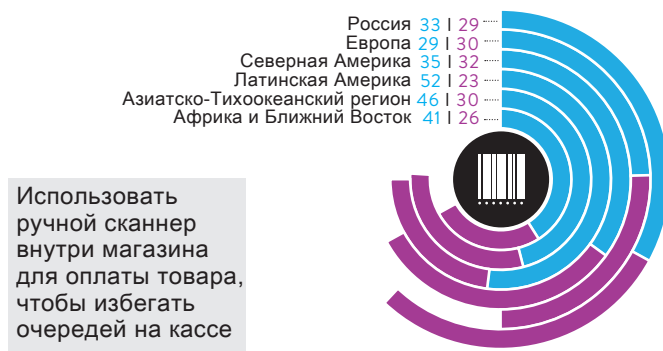 Россия 33 | 29
Европа 29 | 30
Северная Америка 35 | 32
Латинская Америка 52 | 23
Азиатско-Тихоокеанский регион 46 | 30
Африка и Ближний Восток 41 | 26
Использовать
ручной сканнер
внутри магазина
для оплаты товара,
чтобы избегать
очередей на кассе